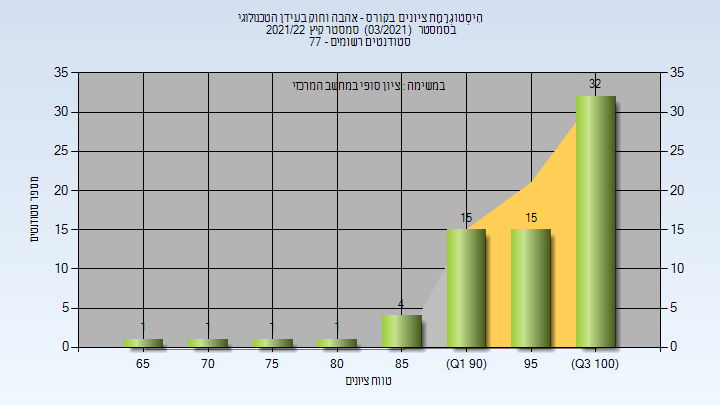 הִיסְטוֹגְרָמַת ציונים בקורס - אהבה וחוק בעידן הטכנולוגי
בסמסטר (03/2021) סמסטר קיץ 2021/22
סטודנטים רשומים - 77
במשימה : ציון סופי במחשב המרכזי
35 35
30 30
25 25
20 20
15 15
10 10
5 5
0 0
1 1 1 1 4 15 15 32
65 70 75 80 85 (Q1 90) 95 (Q3 100)
מספר סטודנטים
טווח ציונים